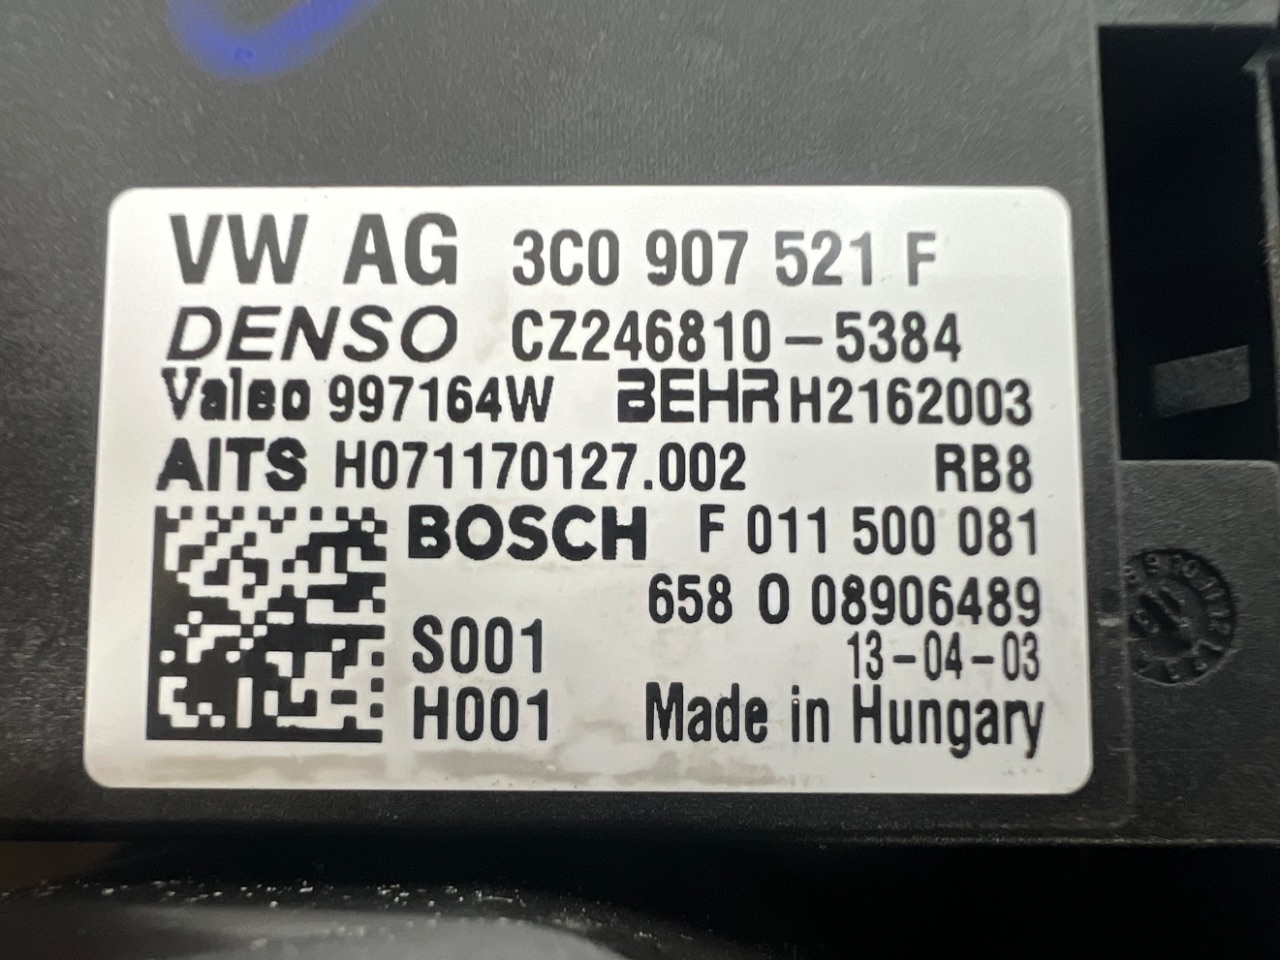 VW AG 3C0 907 521 F
DENSO CZ246810-5384
Valeo 997164W BEHR H2162003
AITS H071170127.002 RB8
BOSCH F 011 500 081
658 0 08906489
S001 13-04-03
H001 Made in Hungary